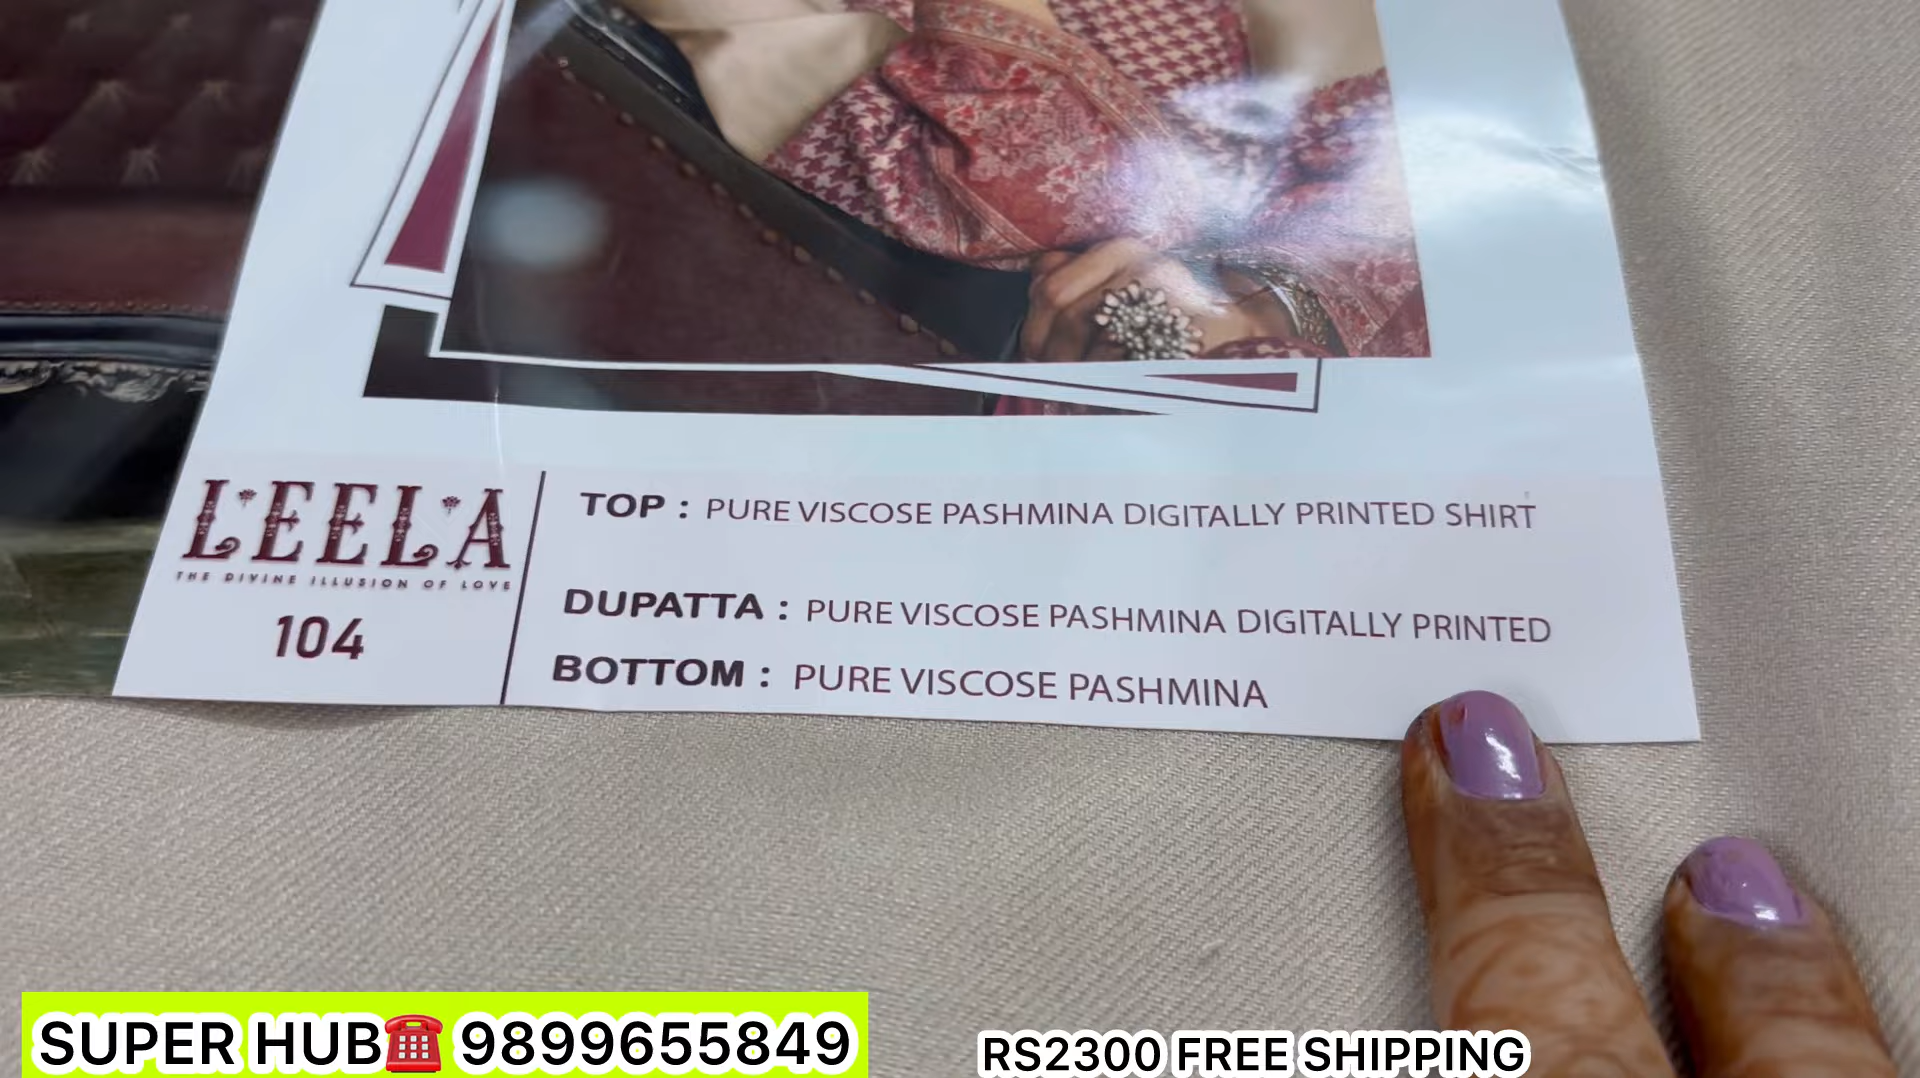 LEELA
THE DIVINE ILLUSION OF LOVE
104
TOP : PURE VISCOSE PASHMINA DIGITALLY PRINTED SHIRT
DUPATTA : PURE VISCOSE PASHMINA DIGITALLY PRINTED
BOTTOM : PURE VISCOSE PASHMINA
SUPER HUB☎️ 9899655849
RS2300 FREE SHIPPING